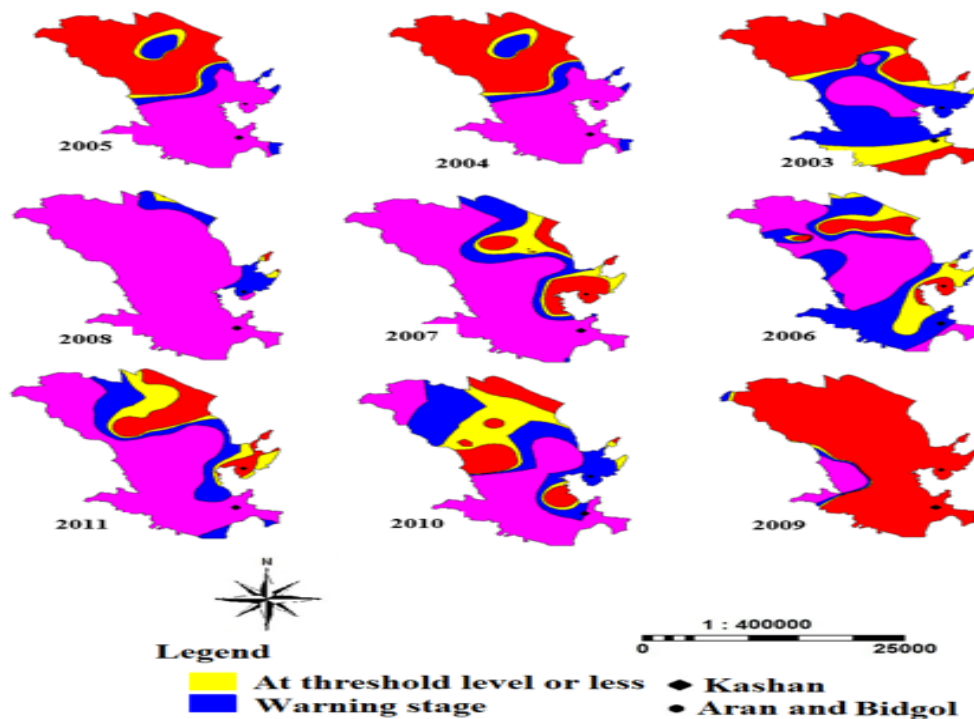 2005
2004
2003
2008
2007
2006
2011
2010
2009
N
1 : 400000
0
25000
Legend
At threshold level or less
Warning stage
Kashan
Aran and Bidgol